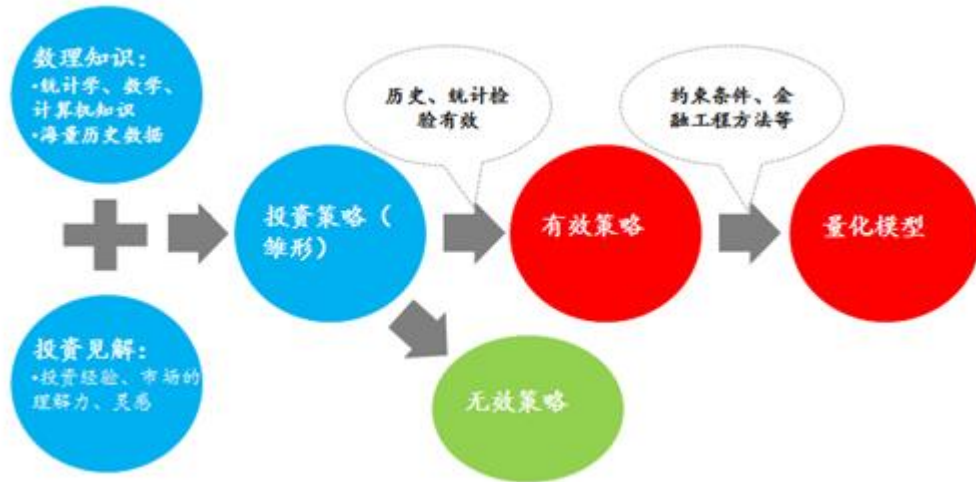 数理知识：
•统计学、数学、
计算机知识
•海量历史数据
投资见解：
•投资经验、市场的
理解力、灵感
投资策略（
雏形）
历史、统计检
验有效
有效策略
无效策略
约束条件、金
融工程方法等
量化模型